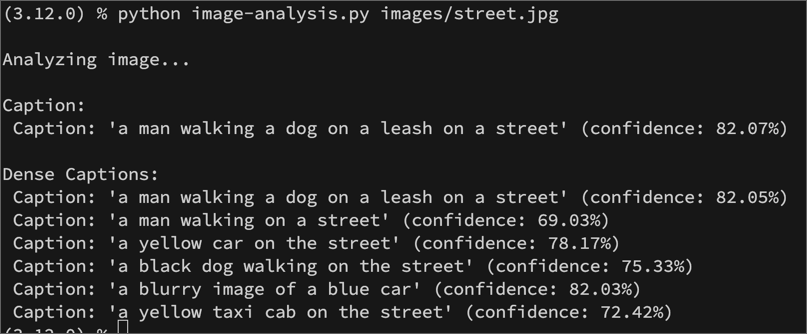 (3.12.0) % python image-analysis.py images/street.jpg
Analyzing image...
Caption:
Caption: 'a man walking a dog on a leash on a street' (confidence: 82.07%)
Dense Captions:
Caption: 'a man walking a dog on a leash on a street' (confidence: 82.05%)
Caption: 'a man walking on a street' (confidence: 69.03%)
Caption: 'a yellow car on the street' (confidence: 78.17%)
Caption: 'a black dog walking on the street' (confidence: 75.33%)
Caption: 'a blurry image of a blue car' (confidence: 82.03%)
Caption: 'a yellow taxi cab on the street' (confidence: 72.42%)
(3.12.0) %